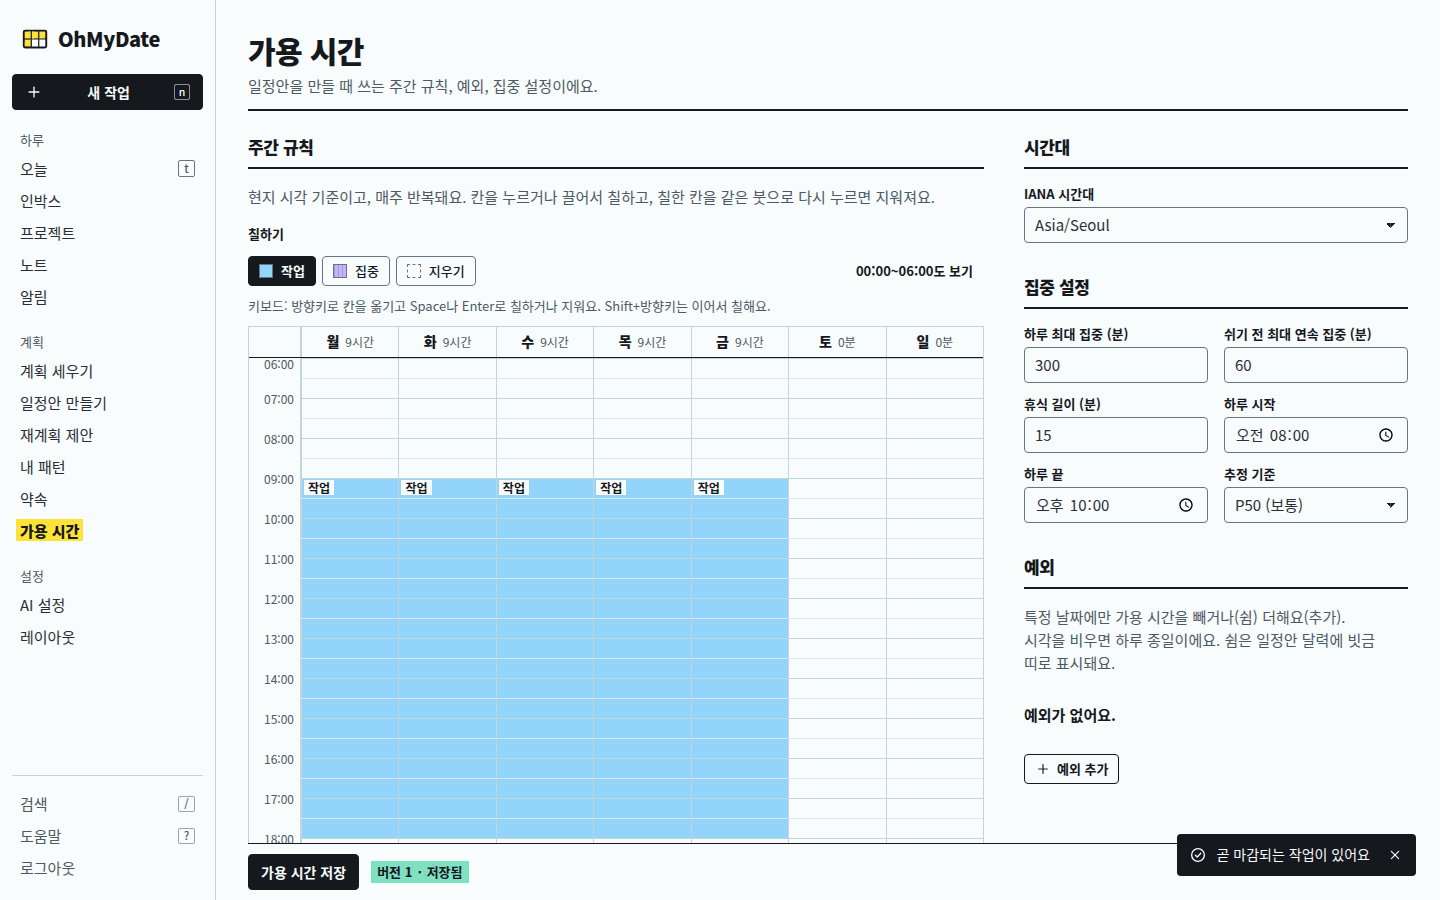 OhMyDate
새 작업 n
하루
오늘 t
인박스
프로젝트
노트
알림
계획
계획 세우기
일정안 만들기
재계획 제안
내 패턴
약속
가용 시간
설정
AI 설정
레이아웃
검색 /
도움말 ?
로그아웃
가용 시간
일정안을 만들 때 쓰는 주간 규칙, 예외, 집중 설정이에요.
주간 규칙
현지 시각 기준이고, 매주 반복돼요. 칸을 누르거나 끌어서 칠하고, 칠한 칸을 같은 붓으로 다시 누르면 지워져요.
칠하기
작업 집중 지우기 00:00~06:00도 보기
키보드: 방향키로 칸을 옮기고 Space나 Enter로 칠하거나 지워요. Shift+방향키는 이어서 칠해요.
월 9시간 화 9시간 수 9시간 목 9시간 금 9시간 토 0분 일 0분
06:00
07:00
08:00
09:00 작업 작업 작업 작업 작업
10:00
11:00
12:00
13:00
14:00
15:00
16:00
17:00
18:00
가용 시간 저장 버전 1 · 저장됨
시간대
IANA 시간대
Asia/Seoul
집중 설정
하루 최대 집중 (분) 쉬기 전 최대 연속 집중 (분)
300 60
휴식 길이 (분) 하루 시작
15 오전 08:00
하루 끝 추정 기준
오후 10:00 P50 (보통)
예외
특정 날짜에만 가용 시간을 빼거나(쉼) 더해요(추가).
시각을 비우면 하루 종일이에요. 쉼은 일정안 달력에 빗금
띠로 표시돼요.
예외가 없어요.
예외 추가
곧 마감되는 작업이 있어요